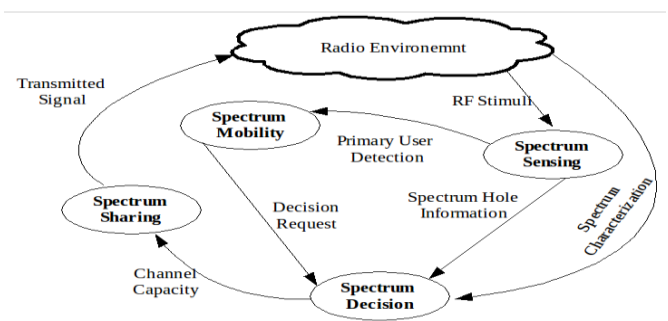 Radio Environemnt
Transmitted
Signal
RF Stimuli
Spectrum
Mobility
Primary User
Detection
Spectrum
Sensing
Spectrum
Sharing
Decision
Request
Spectrum Hole
Information
Spectrum
Characterization
Channel
Capacity
Spectrum
Decision